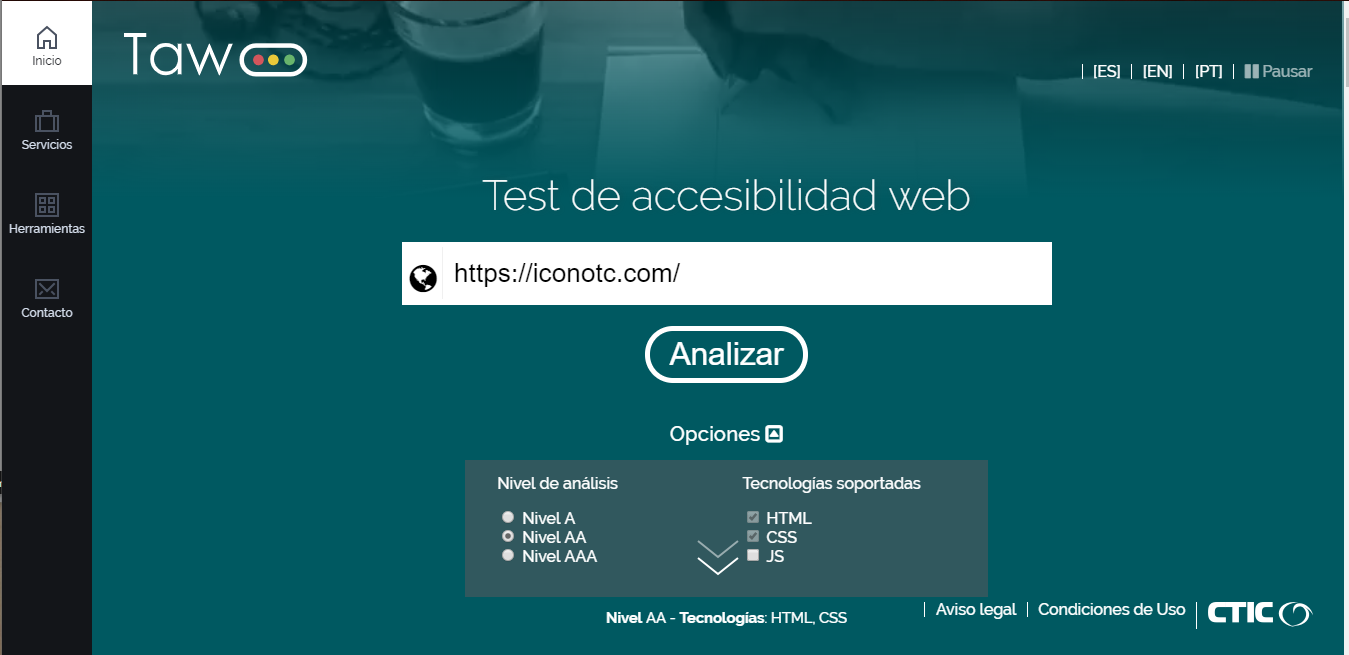 Inicio
Servicios
Herramientas
Contacto
Taw
[ES] [EN] [PT] Pausar
Test de accesibilidad web
https://iconotc.com/
Analizar
Opciones
Nivel de análisis
Nivel A
Nivel AA
Nivel AAA
Tecnologías soportadas
HTML
CSS
JS
Nivel AA - Tecnologías: HTML, CSS
Aviso legal
Condiciones de Uso
CTIC